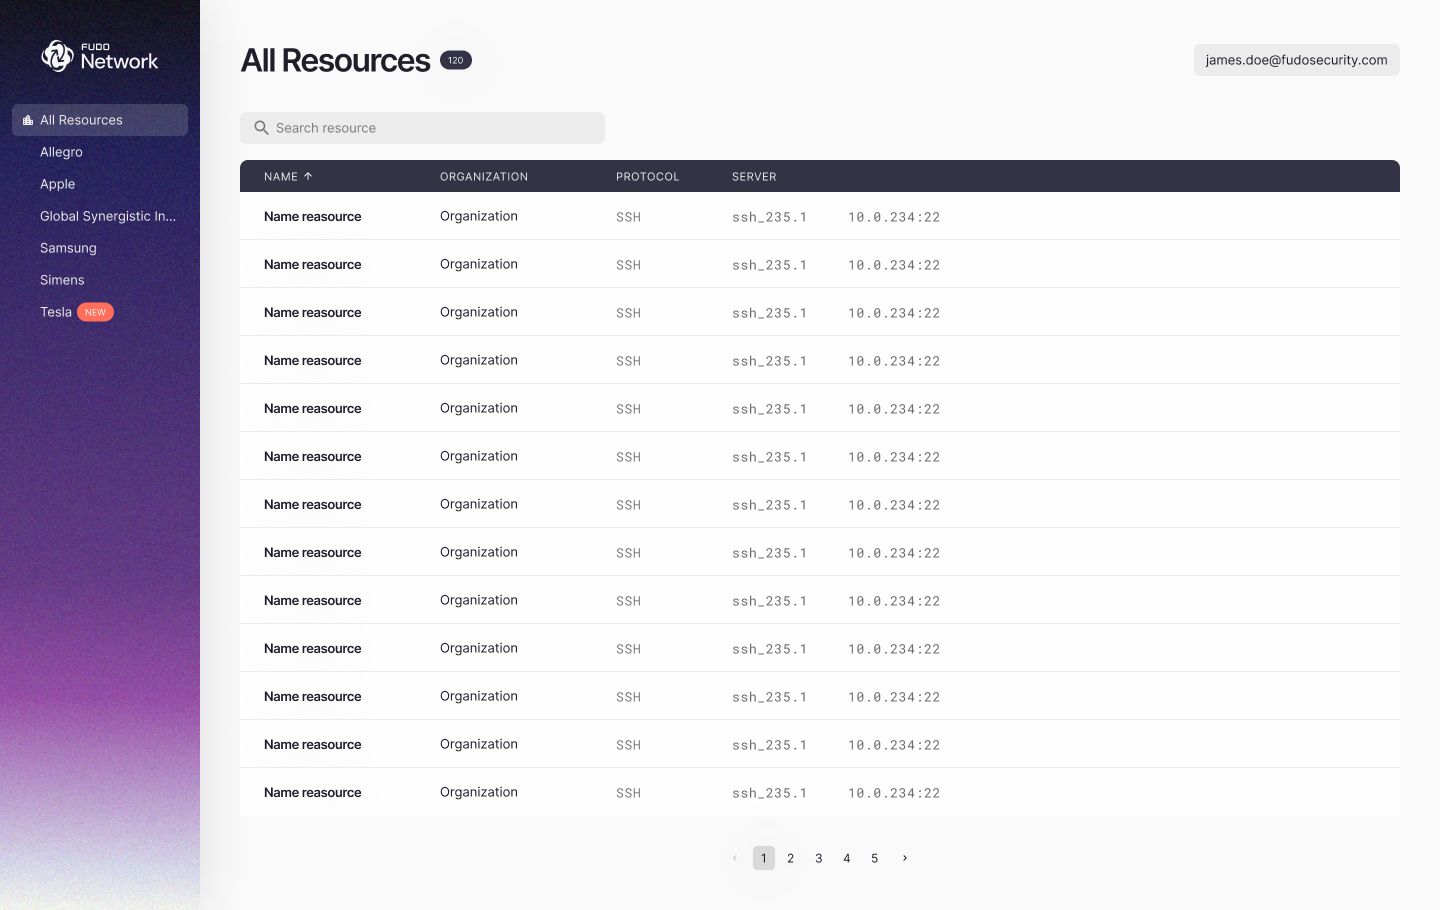 FUDO
Network
All Resources
Allegro
Apple
Global Synergistic In...
Samsung
Simens
Tesla NEW
All Resources 120
james.doe@fudosecurity.com
Search resource
NAME ↑ ORGANIZATION PROTOCOL SERVER
Name reasource Organization SSH ssh_235.1 10.0.234:22
Name reasource Organization SSH ssh_235.1 10.0.234:22
Name reasource Organization SSH ssh_235.1 10.0.234:22
Name reasource Organization SSH ssh_235.1 10.0.234:22
Name reasource Organization SSH ssh_235.1 10.0.234:22
Name reasource Organization SSH ssh_235.1 10.0.234:22
Name reasource Organization SSH ssh_235.1 10.0.234:22
Name reasource Organization SSH ssh_235.1 10.0.234:22
Name reasource Organization SSH ssh_235.1 10.0.234:22
Name reasource Organization SSH ssh_235.1 10.0.234:22
Name reasource Organization SSH ssh_235.1 10.0.234:22
Name reasource Organization SSH ssh_235.1 10.0.234:22
Name reasource Organization SSH ssh_235.1 10.0.234:22
‹ 1 2 3 4 5 ›